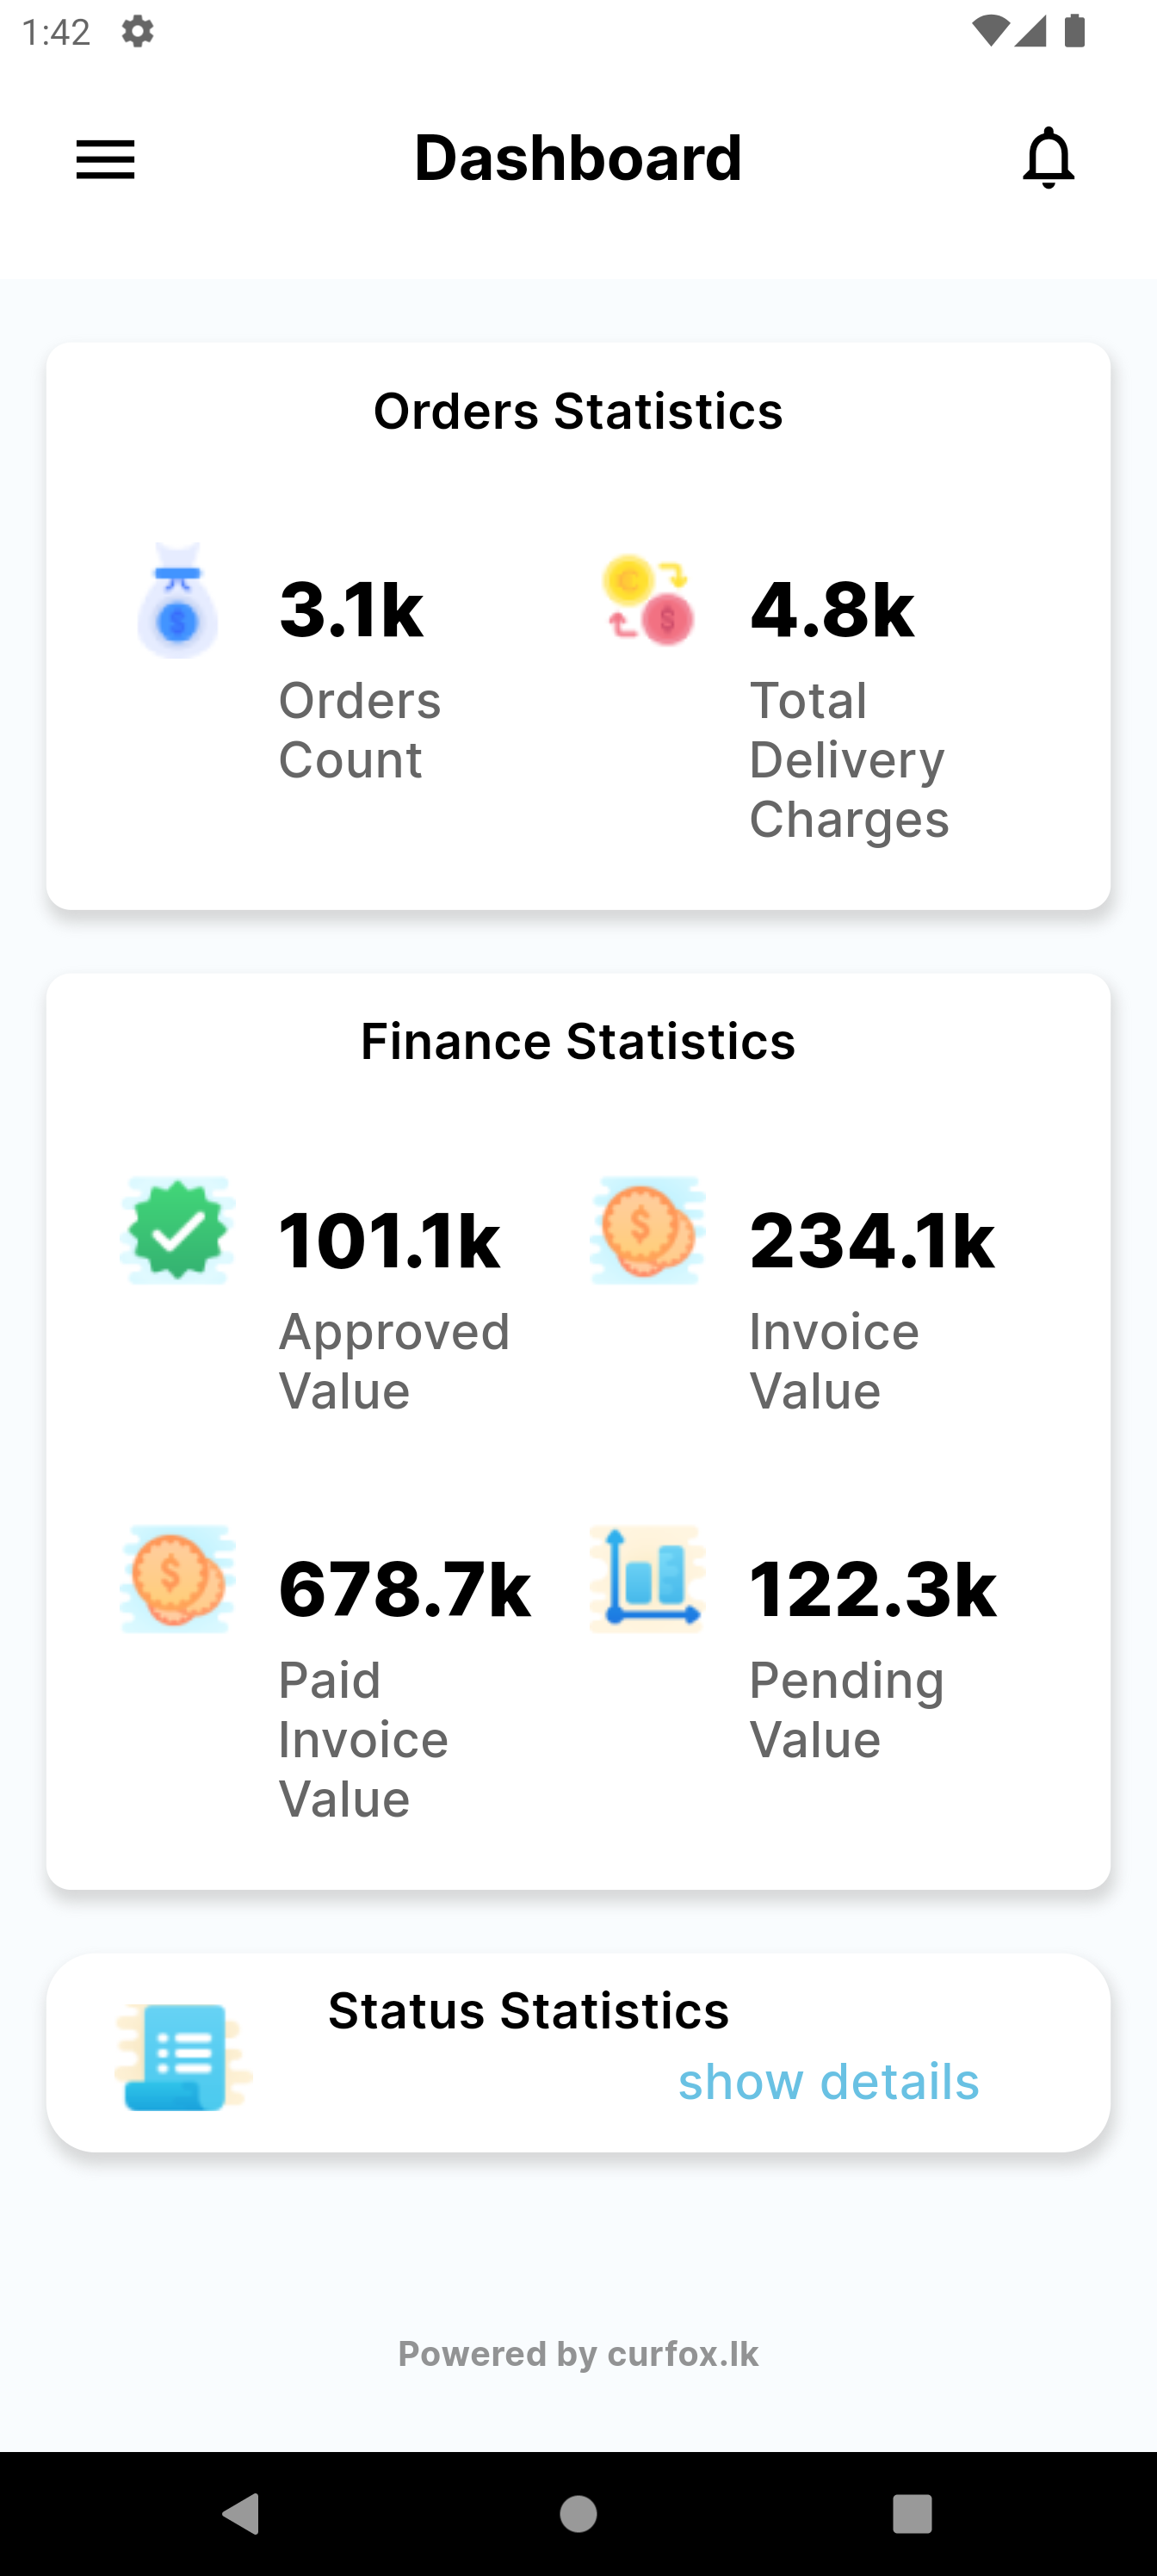 1:42
Dashboard
Orders Statistics
3.1k
Orders
Count
4.8k
Total
Delivery
Charges
Finance Statistics
101.1k
Approved
Value
234.1k
Invoice
Value
678.7k
Paid
Invoice
Value
122.3k
Pending
Value
Status Statistics
show details
Powered by curfox.lk